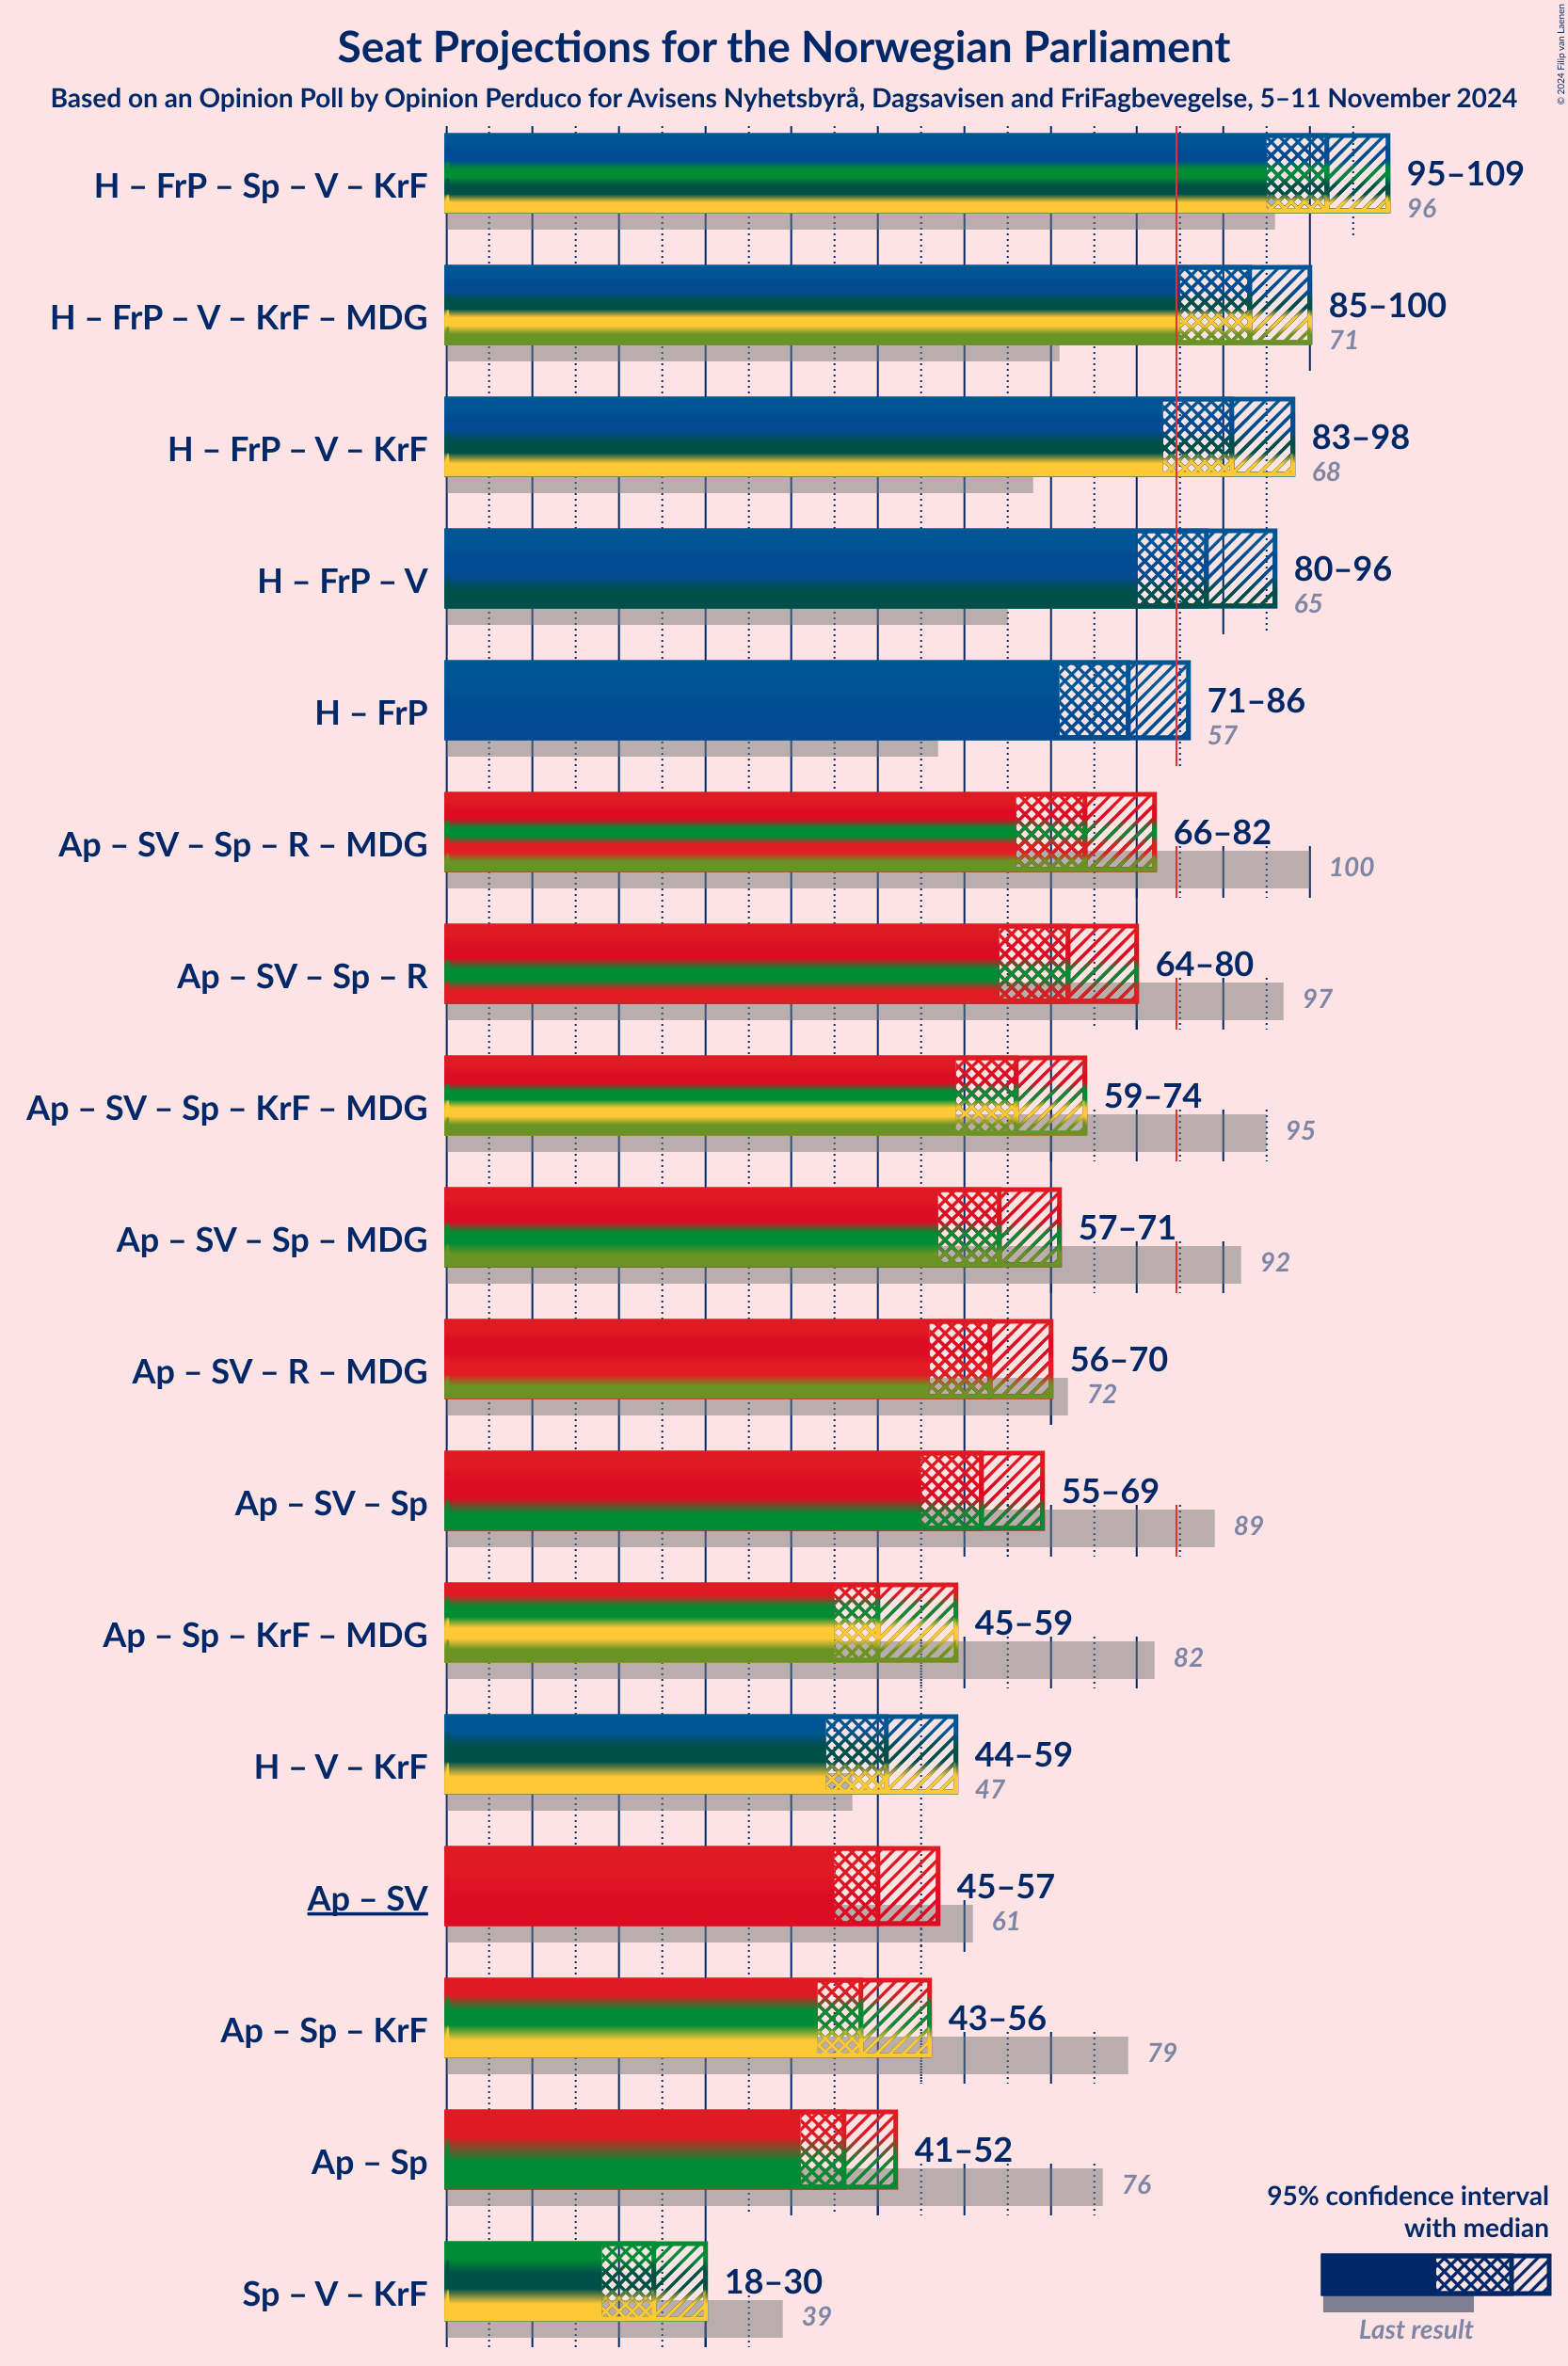 Seat Projections for the Norwegian Parliament
Based on an Opinion Poll by Opinion Perduco for Avisens Nyhetsbyrå, Dagsavisen and FriFagbevegelse, 5–11 November 2024
© 2024 Filip van Laenen
H – FrP – Sp – V – KrF
95–109
96
H – FrP – V – KrF – MDG
85–100
71
H – FrP – V – KrF
83–98
68
H – FrP – V
80–96
65
H – FrP
71–86
57
Ap – SV – Sp – R – MDG
66–82
100
Ap – SV – Sp – R
64–80
97
Ap – SV – Sp – KrF – MDG
59–74
95
Ap – SV – Sp – MDG
57–71
92
Ap – SV – R – MDG
56–70
72
Ap – SV – Sp
55–69
89
Ap – Sp – KrF – MDG
45–59
82
H – V – KrF
44–59
47
Ap – SV
45–57
61
Ap – Sp – KrF
43–56
79
Ap – Sp
41–52
76
Sp – V – KrF
18–30
39
95% confidence interval
with median
Last result